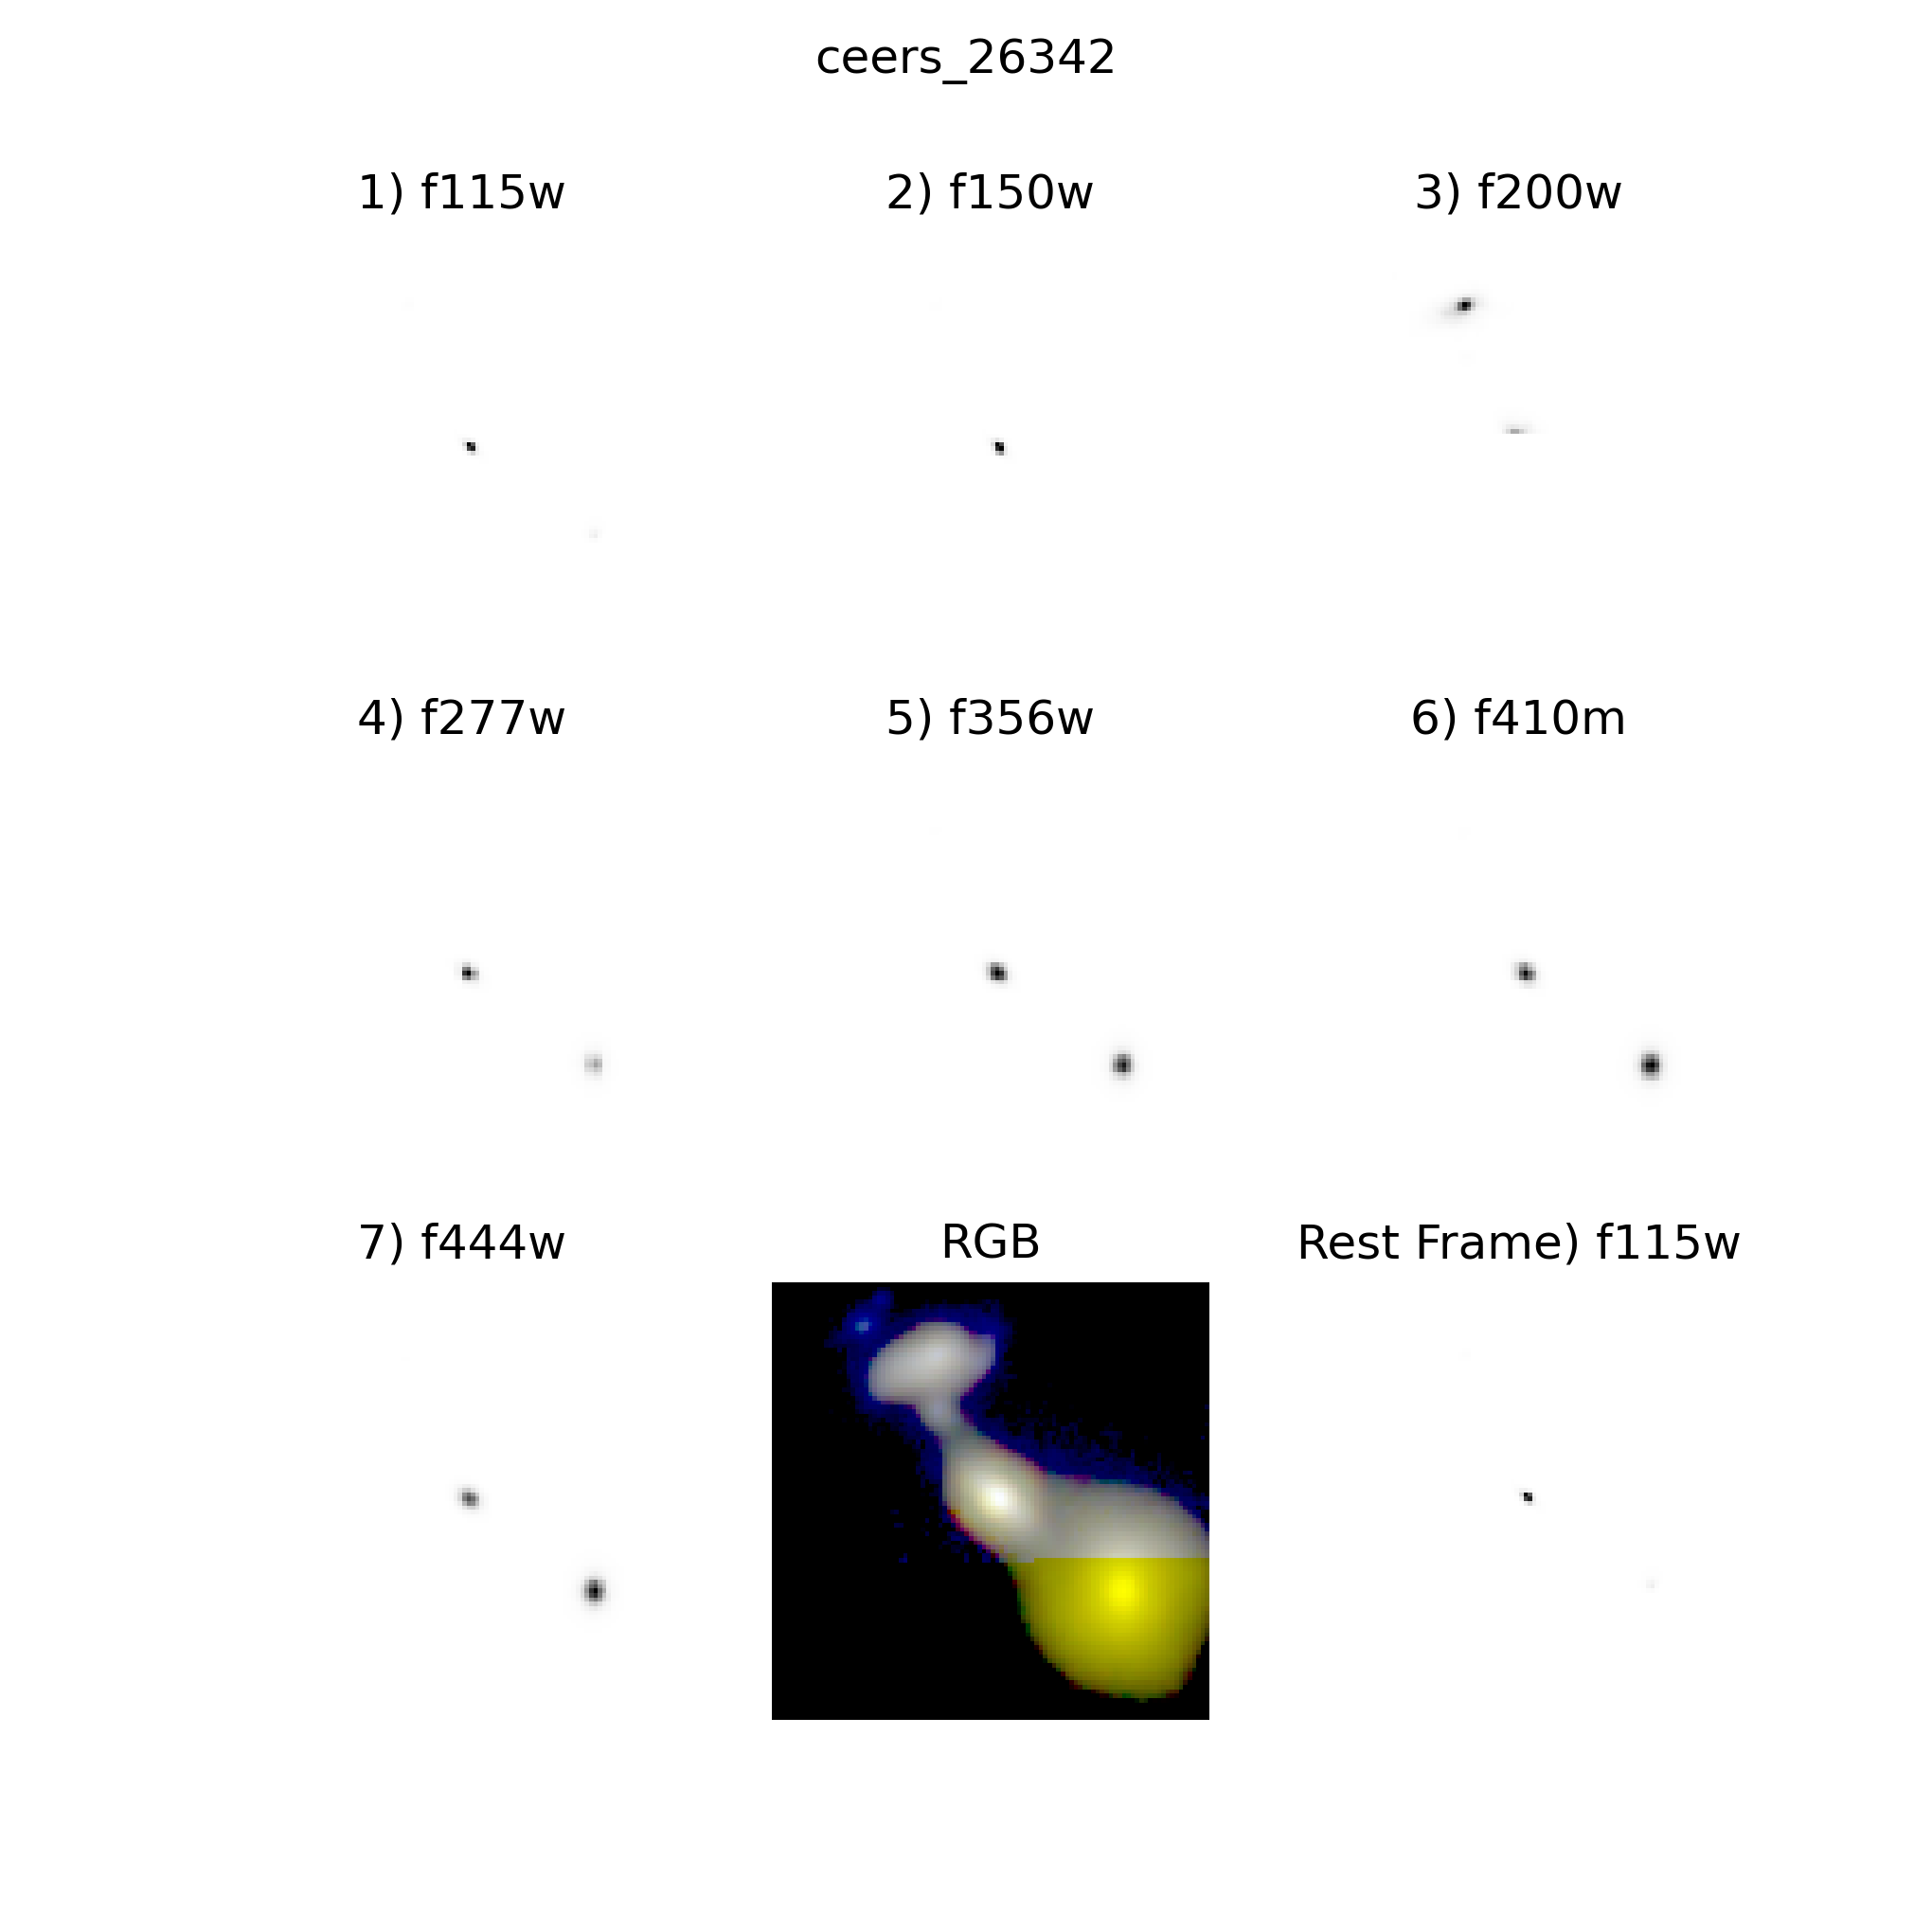 ceers_26342
1) f115w
2) f150w
3) f200w
4) f277w
5) f356w
6) f410m
7) f444w
RGB
Rest Frame) f115w